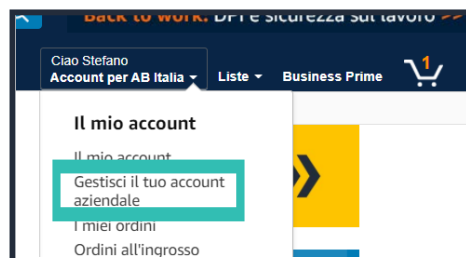 BACK TO WORK. DPI e sicurezza sul lavoro >>
Ciao Stefano
Account per AB Italia
Liste
Business Prime
1
Il mio account
Il mio account
Gestisci il tuo account
aziendale
I miei ordini
Ordini all'ingrosso